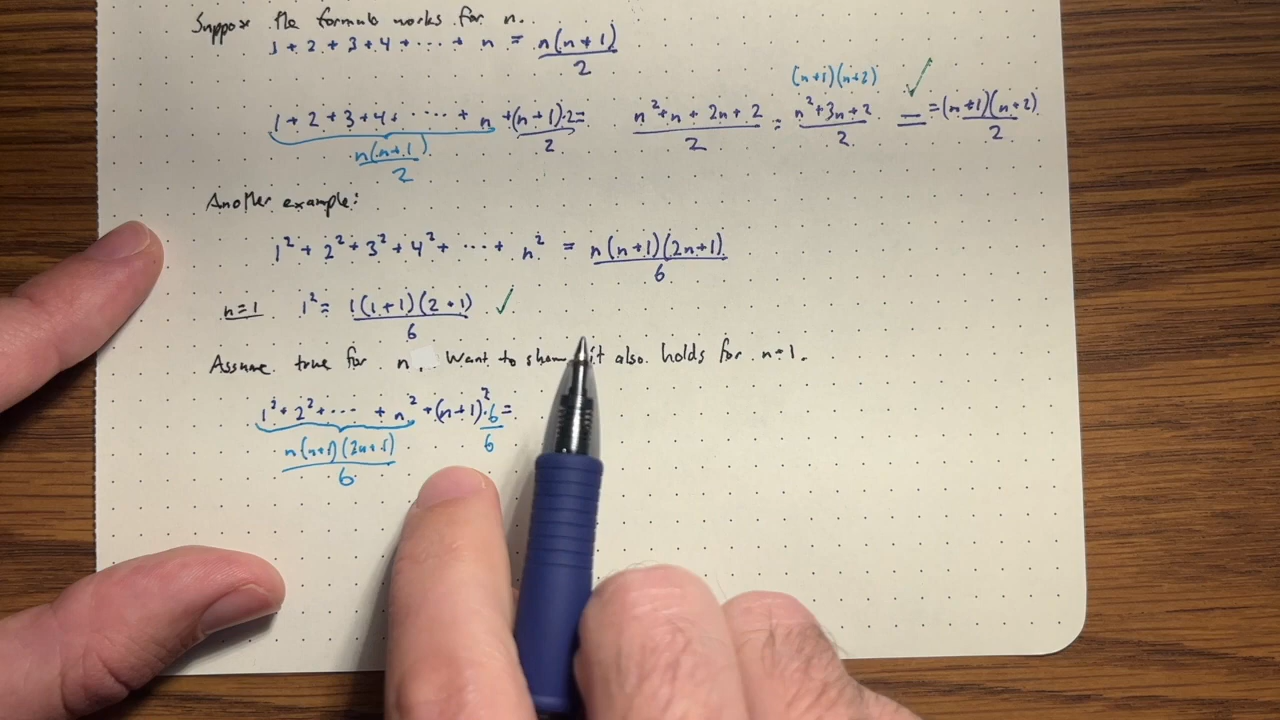 Suppose the formula works for n.
1 + 2 + 3 + 4 + ⋯ + n = n(n+1)/2
(n+1)(n+2)
1 + 2 + 3 + 4 + ⋯ + n + (n+1)·2/2 = (n² + n + 2n + 2)/2 = (n² + 3n + 2)/2 ✓ = (n+1)(n+2)/2
n(n+1)/2
Another example:
1² + 2² + 3² + 4² + ⋯ + n² = n(n+1)(2n+1)/6
n=1 1² = 1(1+1)(2+1)/6 ✓
Assume true for n. Want to show it also holds for n+1.
1² + 2² + ⋯ + n² + (n+1)²·6/6 =
n(n+1)(2n+1)/6